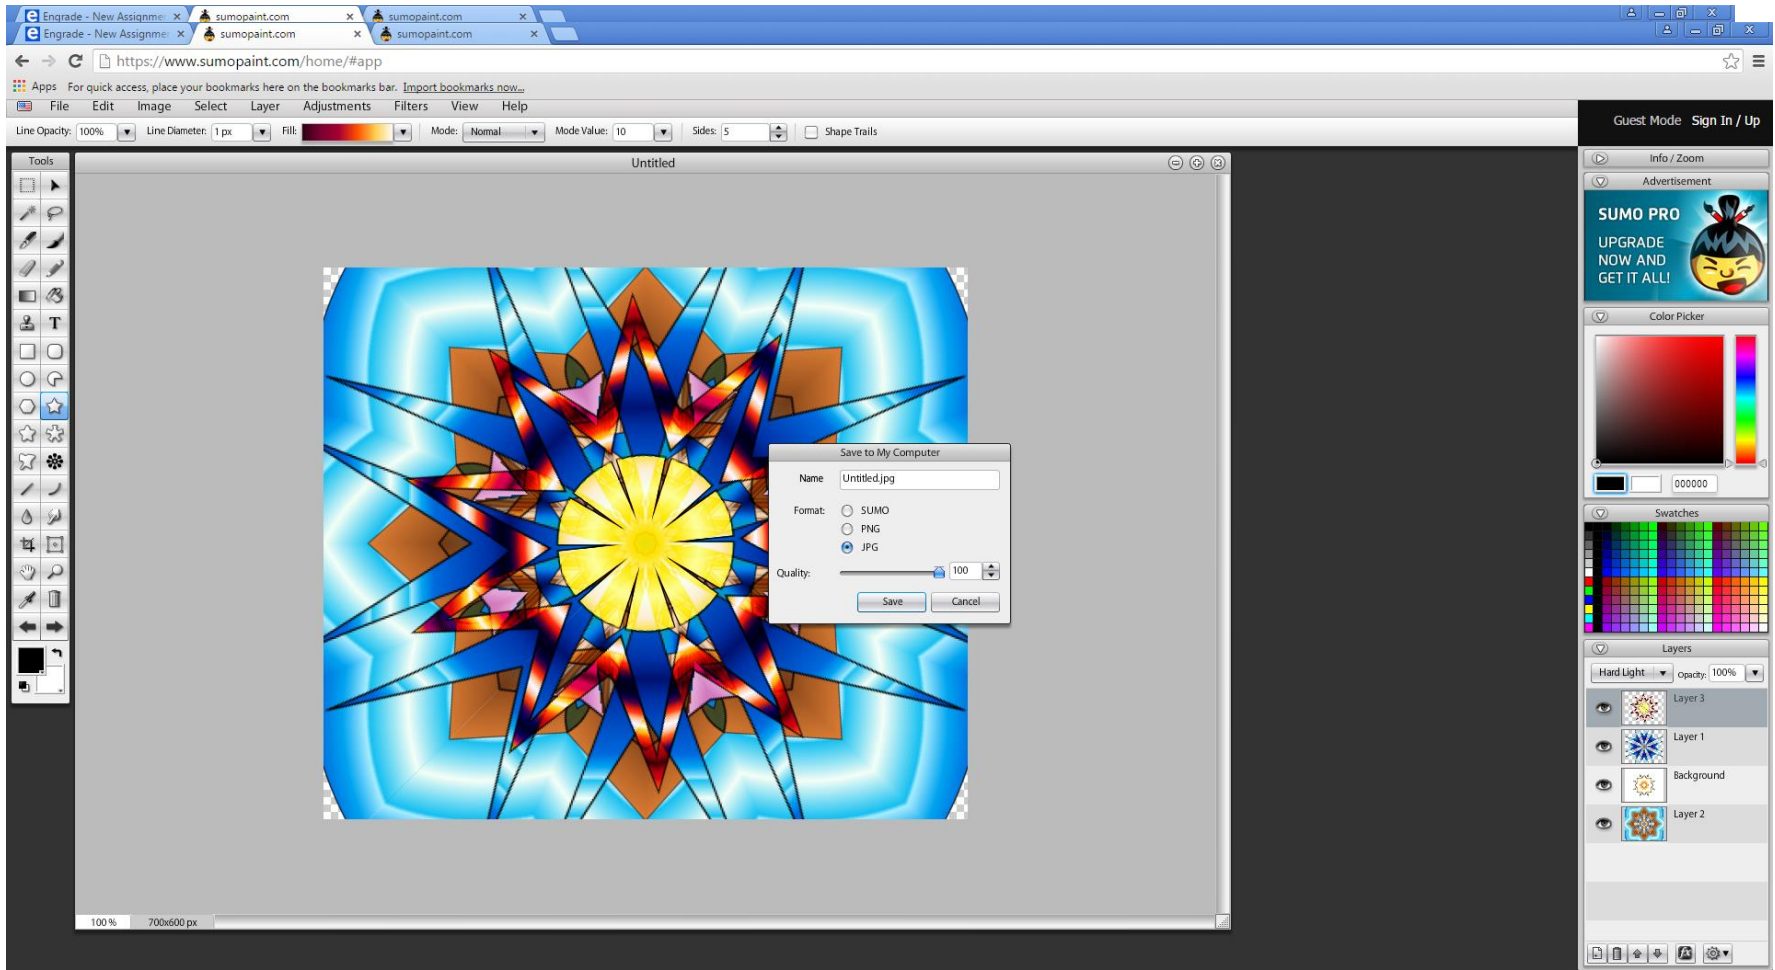 Engrade - New Assignmen sumopaint.com sumopaint.com
Engrade - New Assignmen sumopaint.com sumopaint.com
https://www.sumopaint.com/home/#app
Apps For quick access, place your bookmarks here on the bookmarks bar. Import bookmarks now...
File Edit Image Select Layer Adjustments Filters View Help
Guest Mode Sign In / Up
Line Opacity: 100% Line Diameter: 1 px Fill: Mode: Normal Mode Value: 10 Sides: 5 Shape Trails
Tools
Untitled
Info / Zoom
Advertisement
SUMO PRO
UPGRADE
NOW AND
GET IT ALL!
Color Picker
000000
Swatches
Save to My Computer
Name Untitled.jpg
Format: SUMO
PNG
JPG
Quality: 100
Save Cancel
Layers
Hard Light Opacity: 100%
Layer 3
Layer 1
Background
Layer 2
100 % 700x600 px